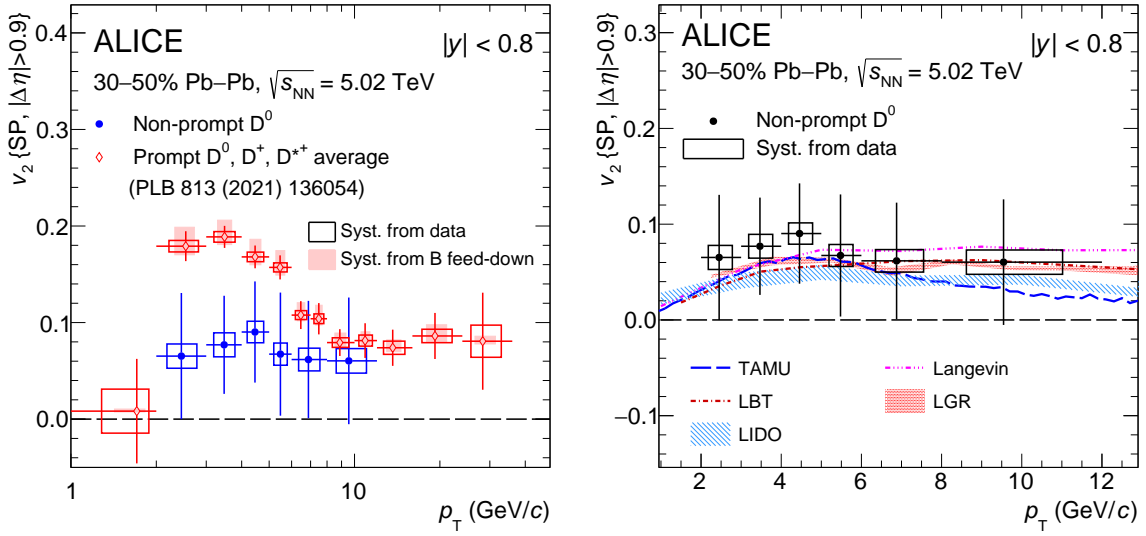 ALICE
|y| < 0.8
30–50% Pb–Pb, √s_NN = 5.02 TeV
Non-prompt D⁰
Prompt D⁰, D⁺, D*⁺ average
(PLB 813 (2021) 136054)
Syst. from data
Syst. from B feed-down
v₂ {SP, |Δη|>0.9}
0.4
0.3
0.2
0.1
0.0
1
10
p_T (GeV/c)
ALICE
|y| < 0.8
30–50% Pb–Pb, √s_NN = 5.02 TeV
Non-prompt D⁰
Syst. from data
v₂ {SP, |Δη|>0.9}
0.3
0.2
0.1
0.0
−0.1
TAMU
Langevin
LBT
LGR
LIDO
2 4 6 8 10 12
p_T (GeV/c)